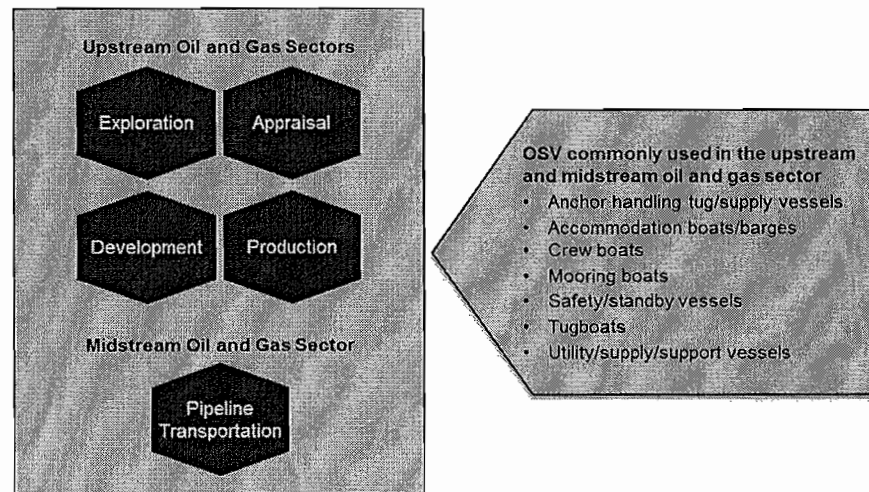 Upstream Oil and Gas Sectors
Exploration
Appraisal
Development
Production
Midstream Oil and Gas Sector
Pipeline
Transportation
OSV commonly used in the upstream
and midstream oil and gas sector
• Anchor handling tug/supply vessels
• Accommodation boats/barges
• Crew boats
• Mooring boats
• Safety/standby vessels
• Tugboats
• Utility/supply/support vessels